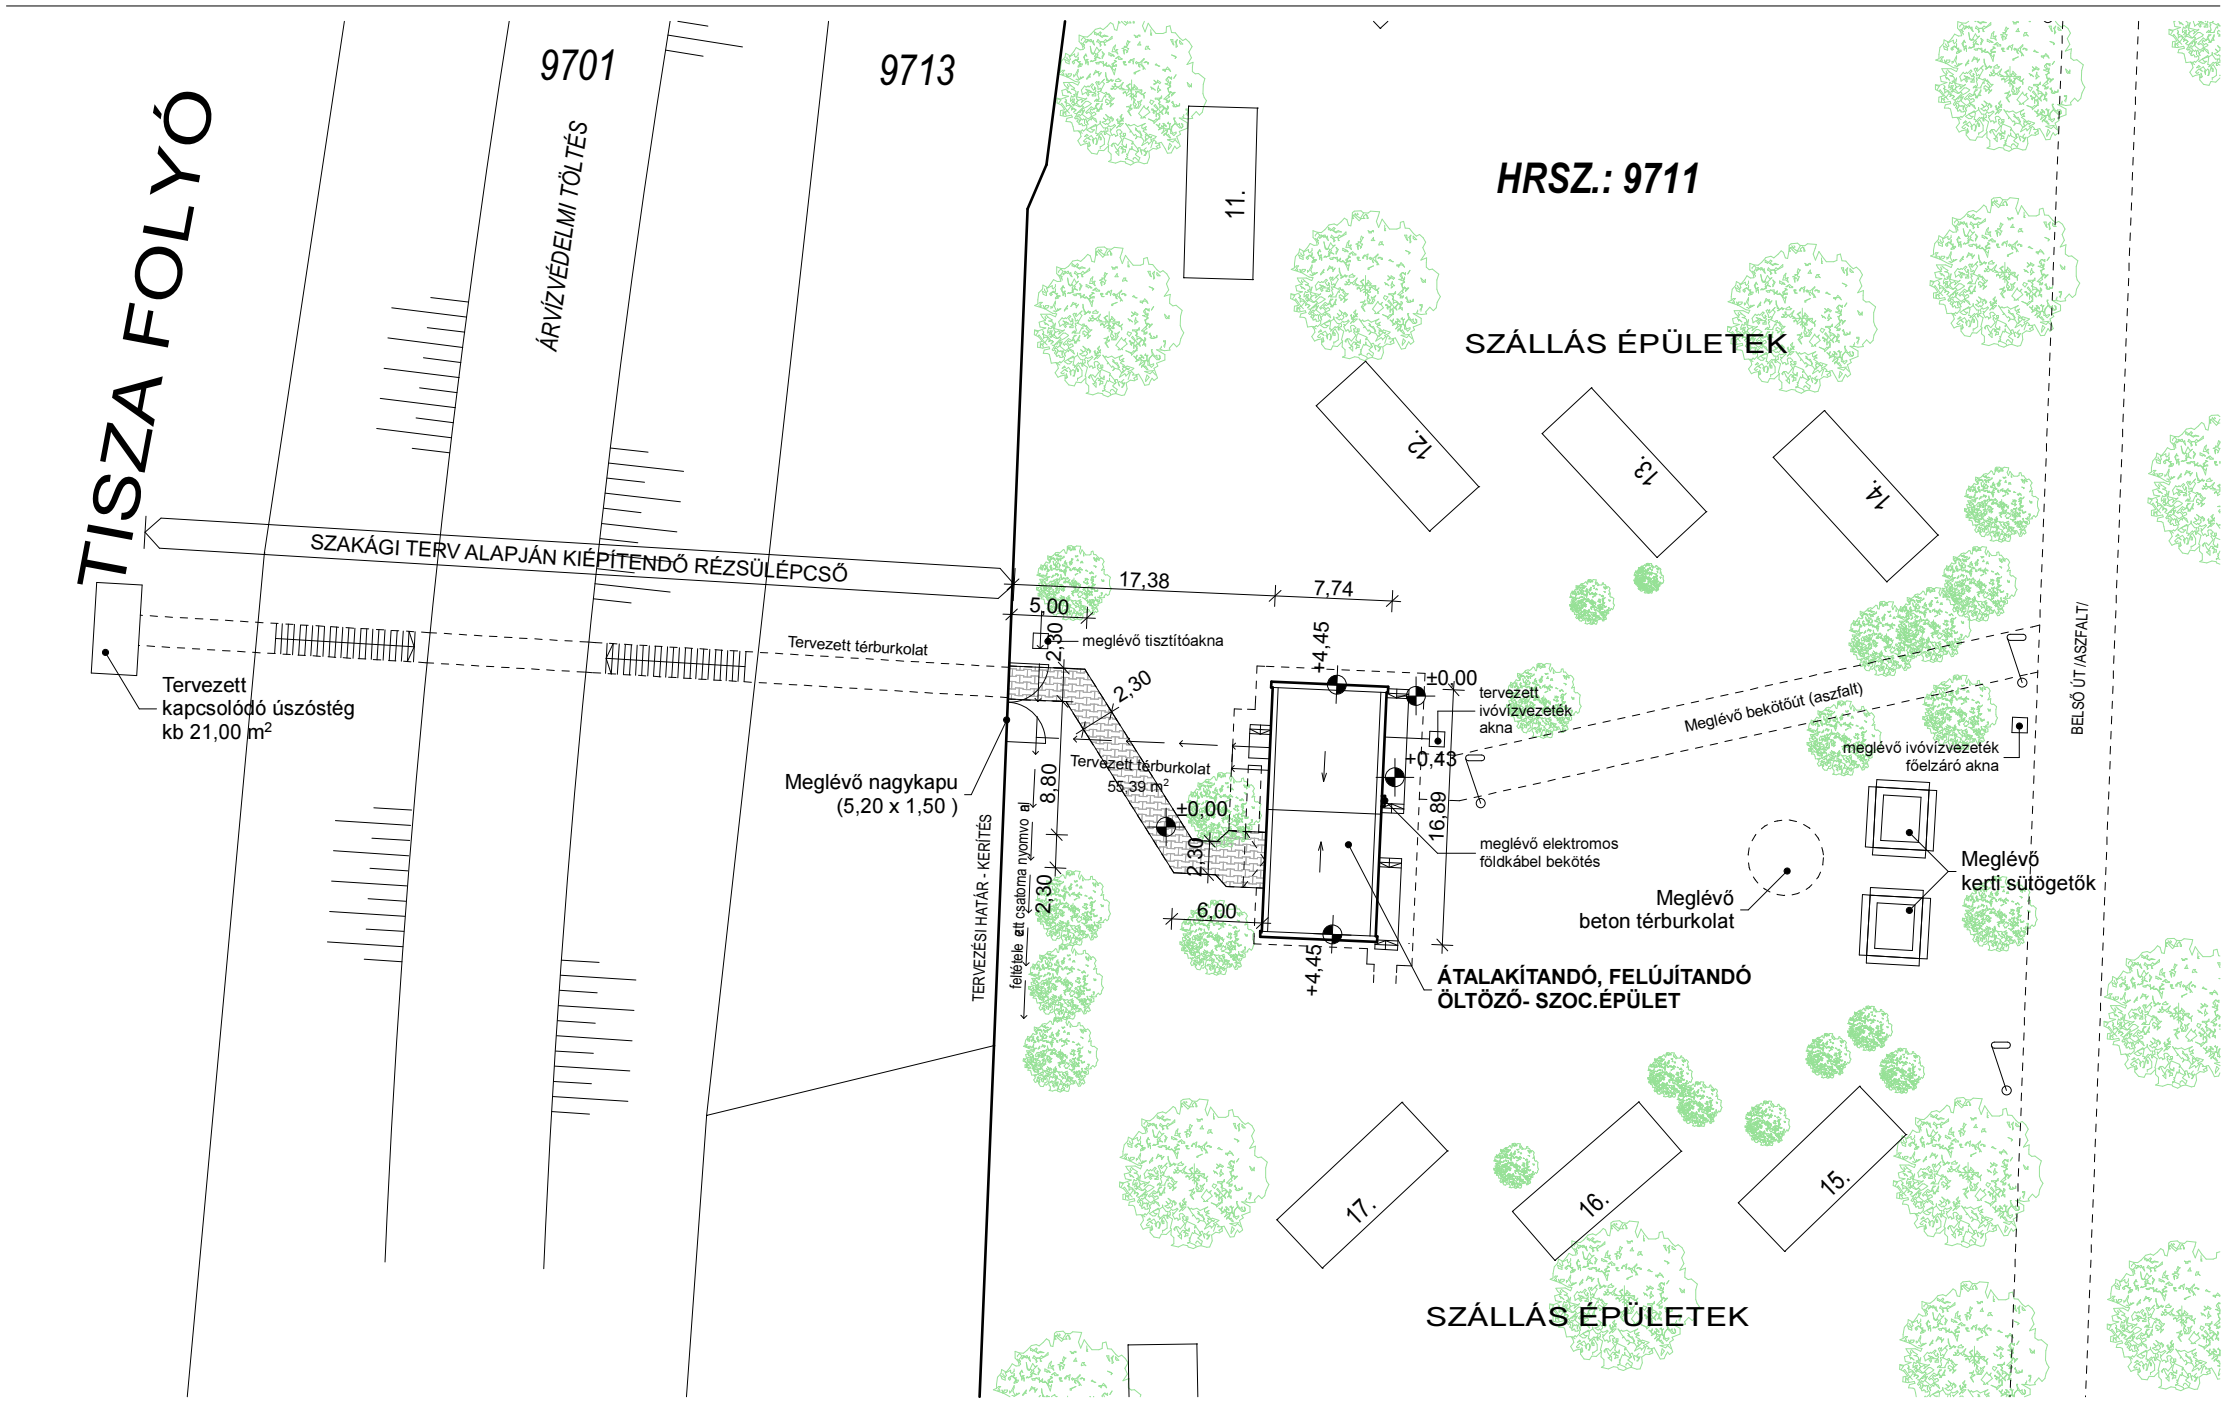 9701
9713
TISZA FOLYÓ
ÁRVÍZVÉDELMI TÖLTÉS
11.
HRSZ.: 9711
SZÁLLÁS ÉPÜLETEK
12.
13.
14.
SZAKÁGI TERV ALAPJÁN KIÉPÍTENDŐ RÉZSÜLÉPCSŐ
17,38
7,74
5,00
2,30
meglévő tisztítóakna
Tervezett térburkolat
+4,45
±0,00
2,30
tervezett
ivóvízvezeték
akna
Tervezett
kapcsolódó úszóstég
kb 21,00 m²
Meglévő bekötőút (aszfalt)
BELSŐ ÚT /ASZFALT/
meglévő ivóvízvezeték
főelzáró akna
Meglévő nagykapu
(5,20 x 1,50 )
Tervezett térburkolat
55,39 m²
8,80
±0,00
+0,43
16,89
meglévő elektromos
földkábel bekötés
2,30
2,30
6,00
TERVEZÉSI HATÁR - KERÍTÉS
csatorna nyomvo al
Meglévő
beton térburkolat
Meglévő
kerti sütögetők
+4,45
ÁTALAKÍTANDÓ, FELÚJÍTANDÓ
ÖLTÖZŐ- SZOC.ÉPÜLET
17.
16.
15.
SZÁLLÁS ÉPÜLETEK